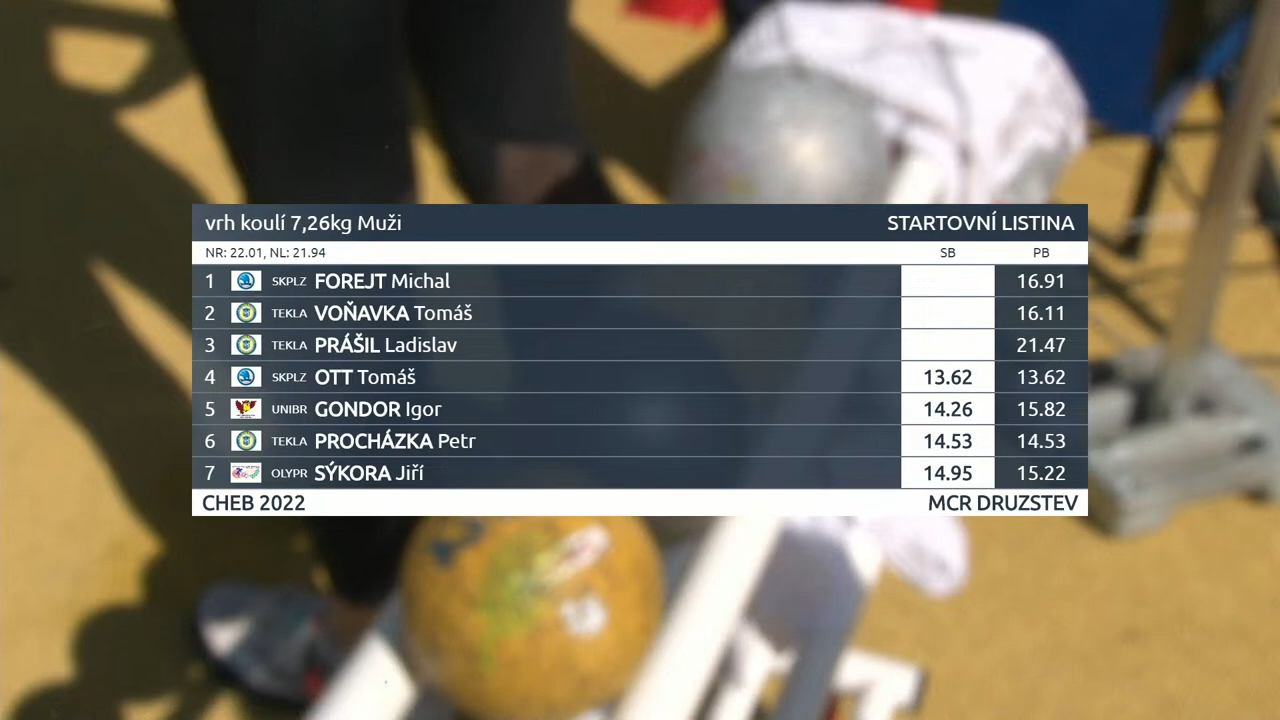 vrh koulí 7,26kg Muži STARTOVNÍ LISTINA
NR: 22.01, NL: 21.94 SB PB
1 SKPLZ FOREJT Michal 16.91
2 TEKLA VOŇAVKA Tomáš 16.11
3 TEKLA PRÁŠIL Ladislav 21.47
4 SKPLZ OTT Tomáš 13.62 13.62
5 UNIBR GONDOR Igor 14.26 15.82
6 TEKLA PROCHÁZKA Petr 14.53 14.53
7 OLYPR SÝKORA Jiří 14.95 15.22
CHEB 2022 MCR DRUZSTEV